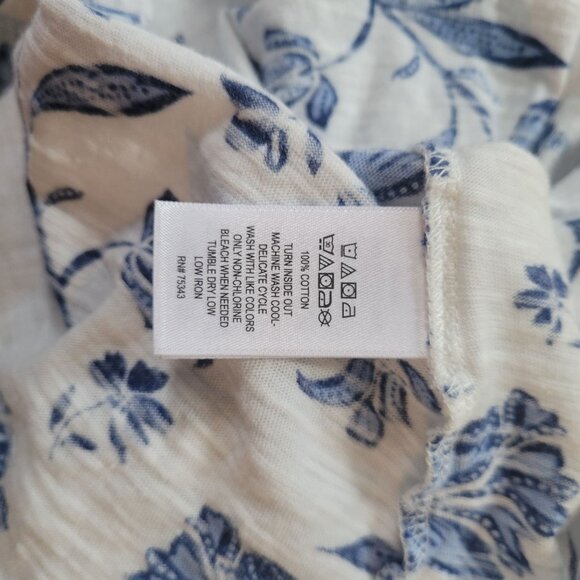 100% COTTON
TURN INSIDE OUT
MACHINE WASH COOL-
DELICATE CYCLE
WASH WITH LIKE COLORS
ONLY NON-CHLORINE
BLEACH WHEN NEEDED
TUMBLE DRY LOW
LOW IRON
RN# 75343